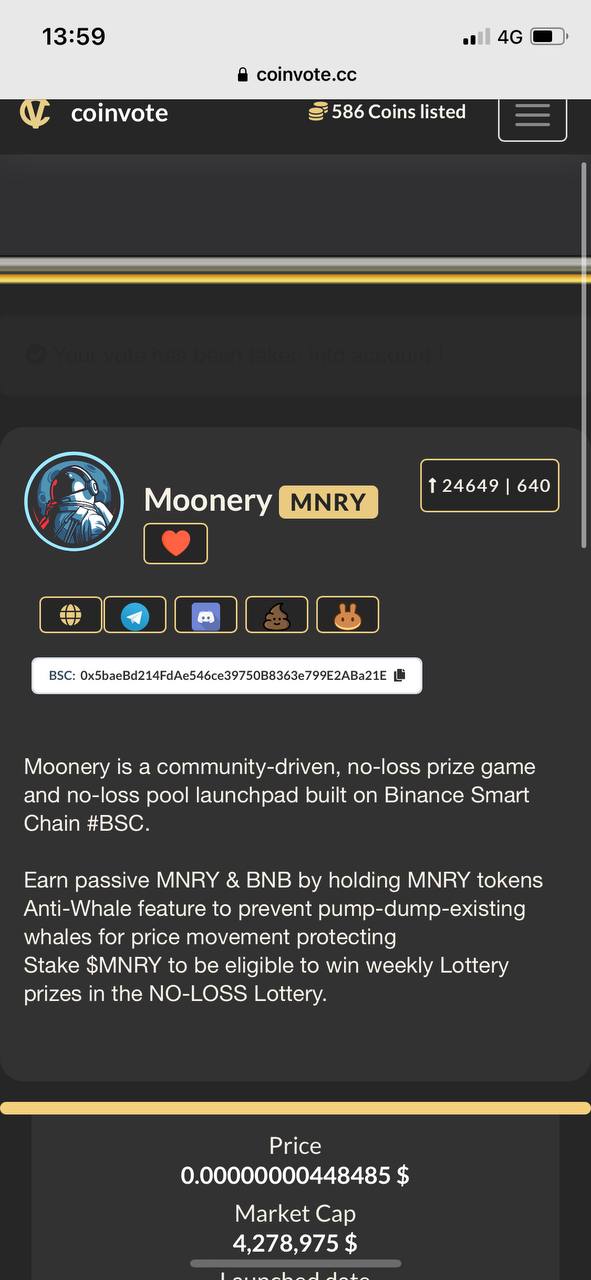 13:59
4G
coinvote.cc
coinvote
586 Coins listed
Your vote has been taken into account !
Moonery MNRY
24649 | 640
BSC: 0x5baeBd214FdAe546ce39750B8363e799E2ABa21E
Moonery is a community-driven, no-loss prize game
and no-loss pool launchpad built on Binance Smart
Chain #BSC.
Earn passive MNRY & BNB by holding MNRY tokens
Anti-Whale feature to prevent pump-dump-existing
whales for price movement protecting
Stake $MNRY to be eligible to win weekly Lottery
prizes in the NO-LOSS Lottery.
Price
0.00000000448485 $
Market Cap
4,278,975 $
Launched date